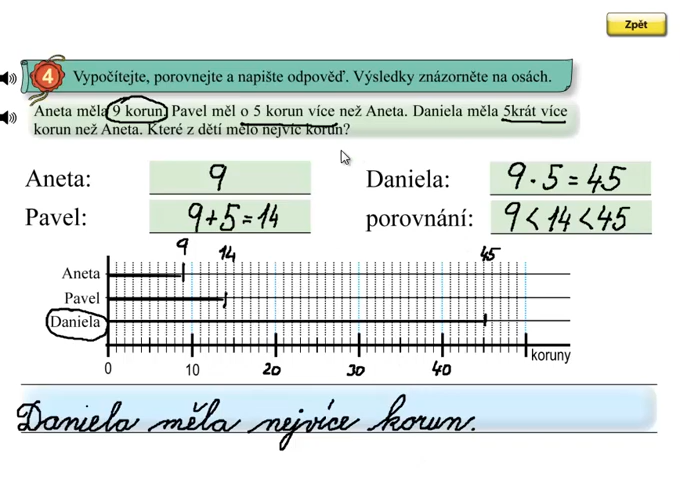 Zpět
4 Vypočítejte, porovnejte a napište odpověď. Výsledky znázorněte na osách.
Aneta měla 9 korun. Pavel měl o 5 korun více než Aneta. Daniela měla 5krát více
korun než Aneta. Které z dětí mělo nejvíc korun?
Aneta: 9 Daniela: 9 · 5 = 45
Pavel: 9+5=14 porovnání: 9 < 14 < 45
9 14 45
Aneta
Pavel
Daniela
koruny
0 10 20 30 40
Daniela měla nejvíce korun.